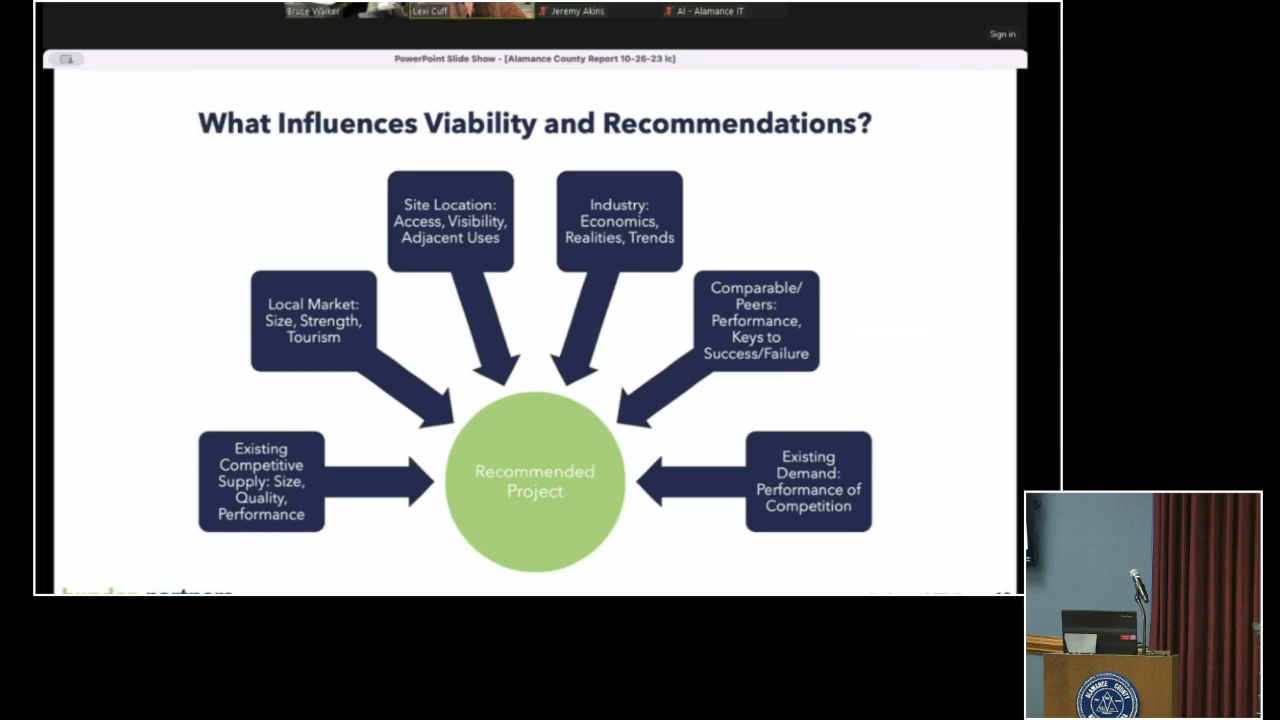 Bruce Walker
Lexi Cuff
Jeremy Akins
AI - Alamance IT
Sign in
PowerPoint Slide Show - [Alamance County Report 10-26-23 lc]
What Influences Viability and Recommendations?
Site Location:
Access, Visibility,
Adjacent Uses
Industry:
Economics,
Realities, Trends
Local Market:
Size, Strength,
Tourism
Comparable/
Peers:
Performance,
Keys to
Success/Failure
Existing
Competitive
Supply: Size,
Quality,
Performance
Recommended
Project
Existing
Demand:
Performance of
Competition
ALAMANCE COUNTY